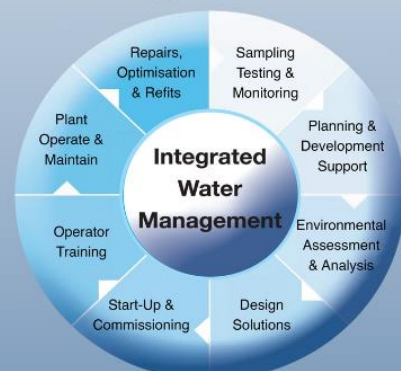 Integrated
Water
Management
Sampling
Testing &
Monitoring
Planning &
Development
Support
Environmental
Assessment
& Analysis
Design
Solutions
Start-Up &
Commissioning
Operator
Training
Plant
Operate &
Maintain
Repairs,
Optimisation
& Refits